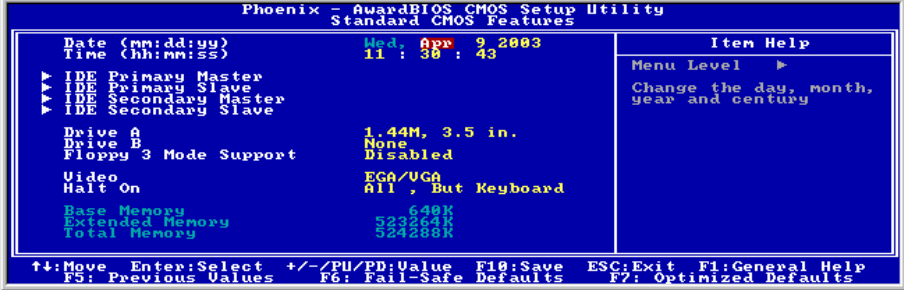 Phoenix - AwardBIOS CMOS Setup Utility
Standard CMOS Features
Date (mm:dd:yy) Wed, Apr 9 2003
Time (hh:mm:ss) 11 : 30 : 43
► IDE Primary Master
► IDE Primary Slave
► IDE Secondary Master
► IDE Secondary Slave
Drive A 1.44M, 3.5 in.
Drive B None
Floppy 3 Mode Support Disabled
Video EGA/VGA
Halt On All , But Keyboard
Base Memory 640K
Extended Memory 523264K
Total Memory 524288K
Item Help
Menu Level ►
Change the day, month,
year and century
↑↓:Move Enter:Select +/-/PU/PD:Value F10:Save ESC:Exit F1:General Help
F5: Previous Values F6: Fail-Safe Defaults F7: Optimized Defaults